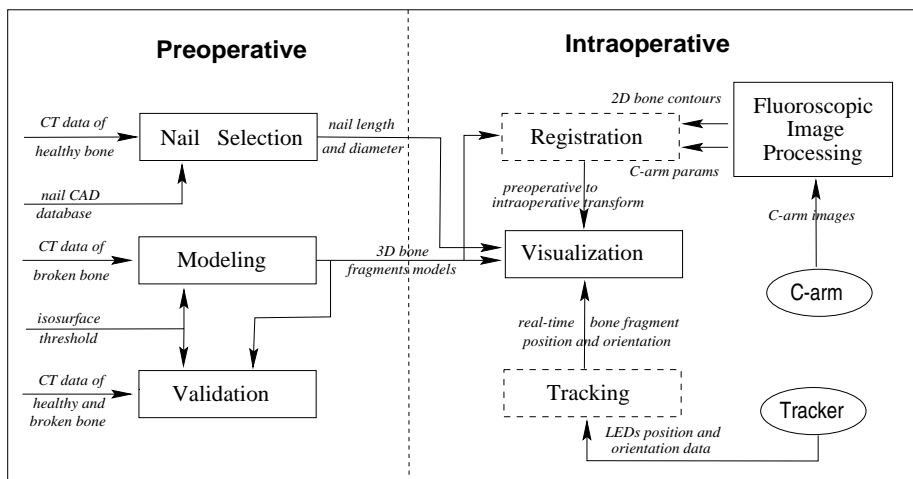 Preoperative
Intraoperative
CT data of
healthy bone
Nail Selection
nail length
and diameter
nail CAD
database
CT data of
broken bone
Modeling
3D bone
fragments models
isosurface
threshold
CT data of
healthy and
broken bone
Validation
2D bone contours
Registration
C-arm params
Fluoroscopic
Image
Processing
preoperative to
intraoperative transform
C-arm images
Visualization
C-arm
real-time bone fragment
position and orientation
Tracking
Tracker
LEDs position and
orientation data